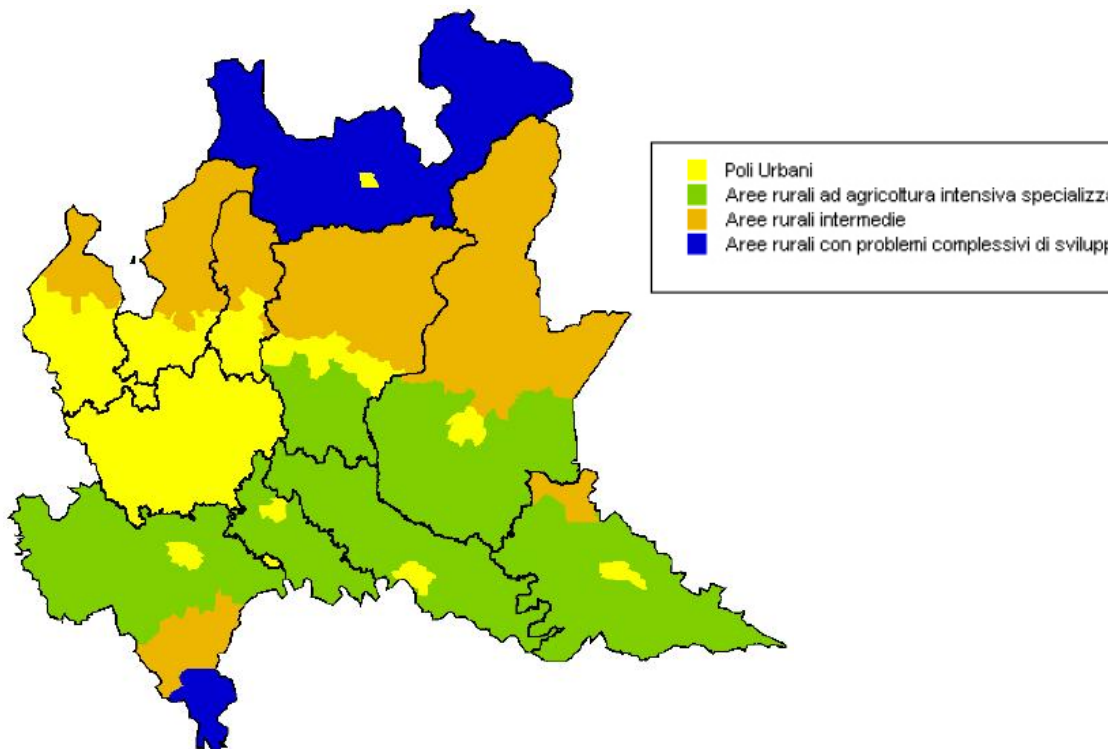 Poli Urbani
Aree rurali ad agricoltura intensiva specializza
Aree rurali intermedie
Aree rurali con problemi complessivi di svilupp